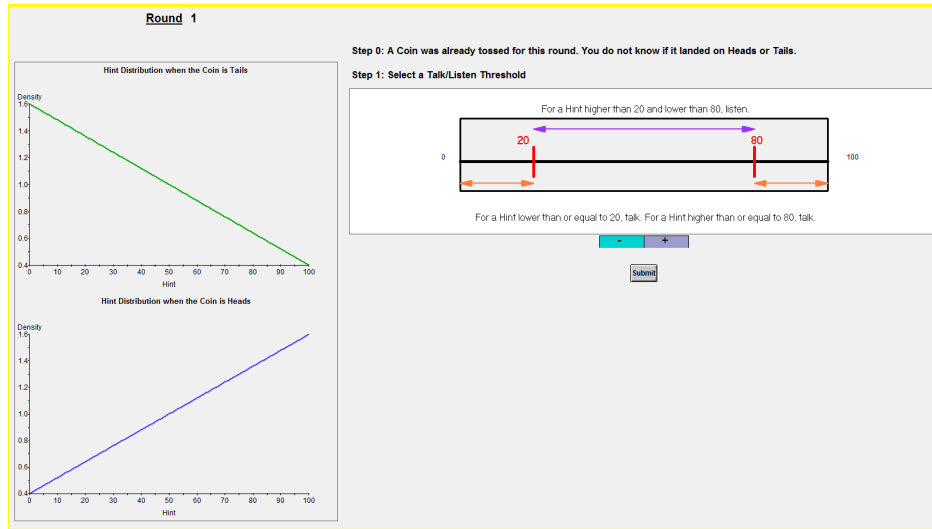 Round 1
Step 0: A Coin was already tossed for this round. You do not know if it landed on Heads or Tails.
Step 1: Select a Talk/Listen Threshold
Hint Distribution when the Coin is Tails
Density
1.6
1.4
1.2
1.0
0.8
0.6
0.4
0 10 20 30 40 50 60 70 80 90 100
Hint
Hint Distribution when the Coin is Heads
Density
1.6
1.4
1.2
1.0
0.8
0.6
0.4
0 10 20 30 40 50 60 70 80 90 100
Hint
For a Hint higher than 20 and lower than 80, listen.
20 80
0 100
For a Hint lower than or equal to 20, talk. For a Hint higher than or equal to 80, talk.
- +
Submit